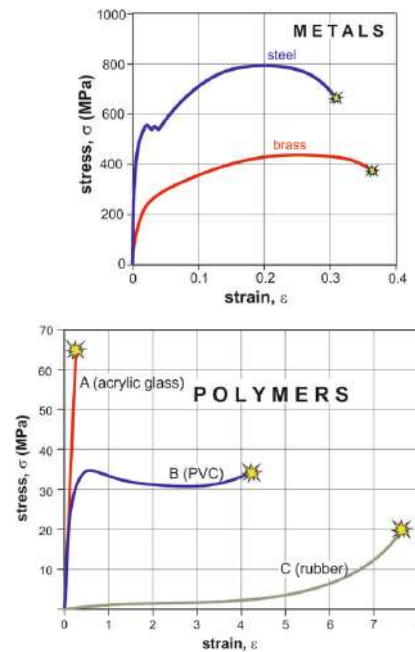 METALS
1000
800
600
400
200
0
steel
brass
stress, σ (MPa)
0 0.1 0.2 0.3 0.4
strain, ε
POLYMERS
70
60
50
40
30
20
10
A (acrylic glass)
B (PVC)
C (rubber)
stress, σ (MPa)
0 1 2 3 4 5 6 7 8
strain, ε